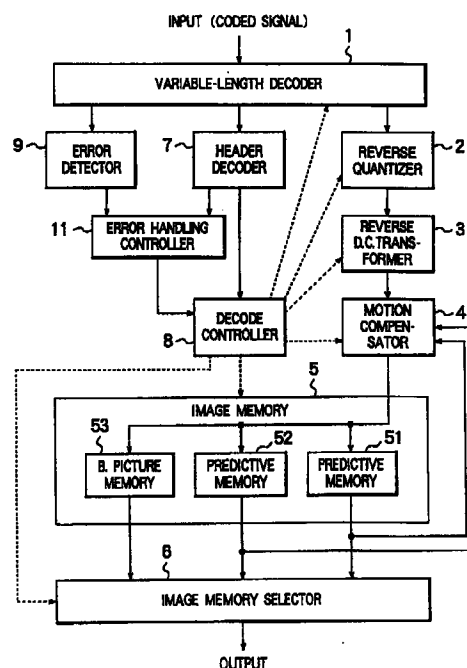 INPUT (CODED SIGNAL)
1
VARIABLE-LENGTH DECODER
9
ERROR
DETECTOR
7
HEADER
DECODER
2
REVERSE
QUANTIZER
11
ERROR HANDLING
CONTROLLER
3
REVERSE
D.C.TRANS-
FORMER
DECODE
CONTROLLER
8
4
MOTION
COMPEN-
SATOR
5
IMAGE MEMORY
53
B. PICTURE
MEMORY
52
PREDICTIVE
MEMORY
51
PREDICTIVE
MEMORY
6
IMAGE MEMORY SELECTOR
OUTPUT